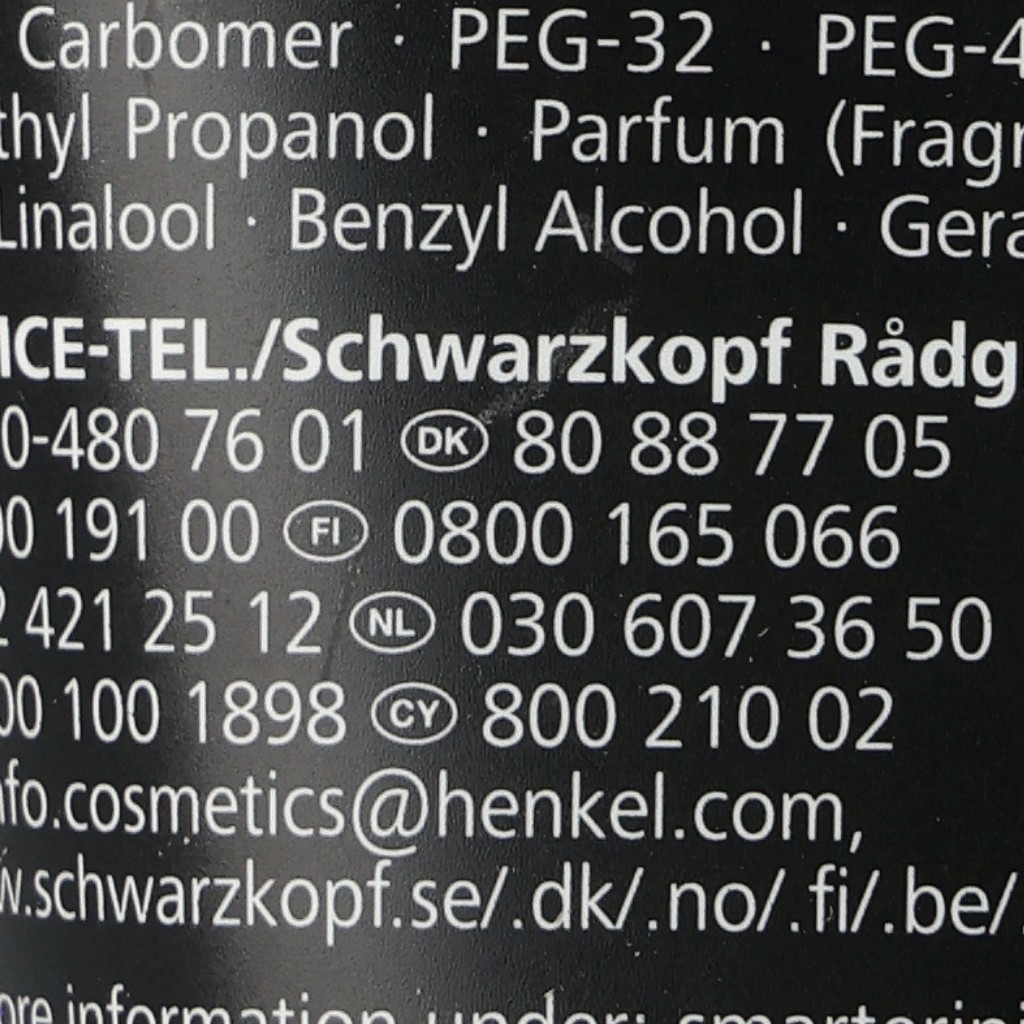 Carbomer · PEG-32 · PEG-4
thyl Propanol · Parfum (Fragr
Linalool · Benzyl Alcohol · Gera
ICE-TEL./Schwarzkopf Rådg
0-480 76 01 DK 80 88 77 05
00 191 00 FI 0800 165 066
2 421 25 12 NL 030 607 36 50
00 100 1898 CY 800 210 02
nfo.cosmetics@henkel.com,
w.schwarzkopf.se/.dk/.no/.fi/.be/.
ore information under: